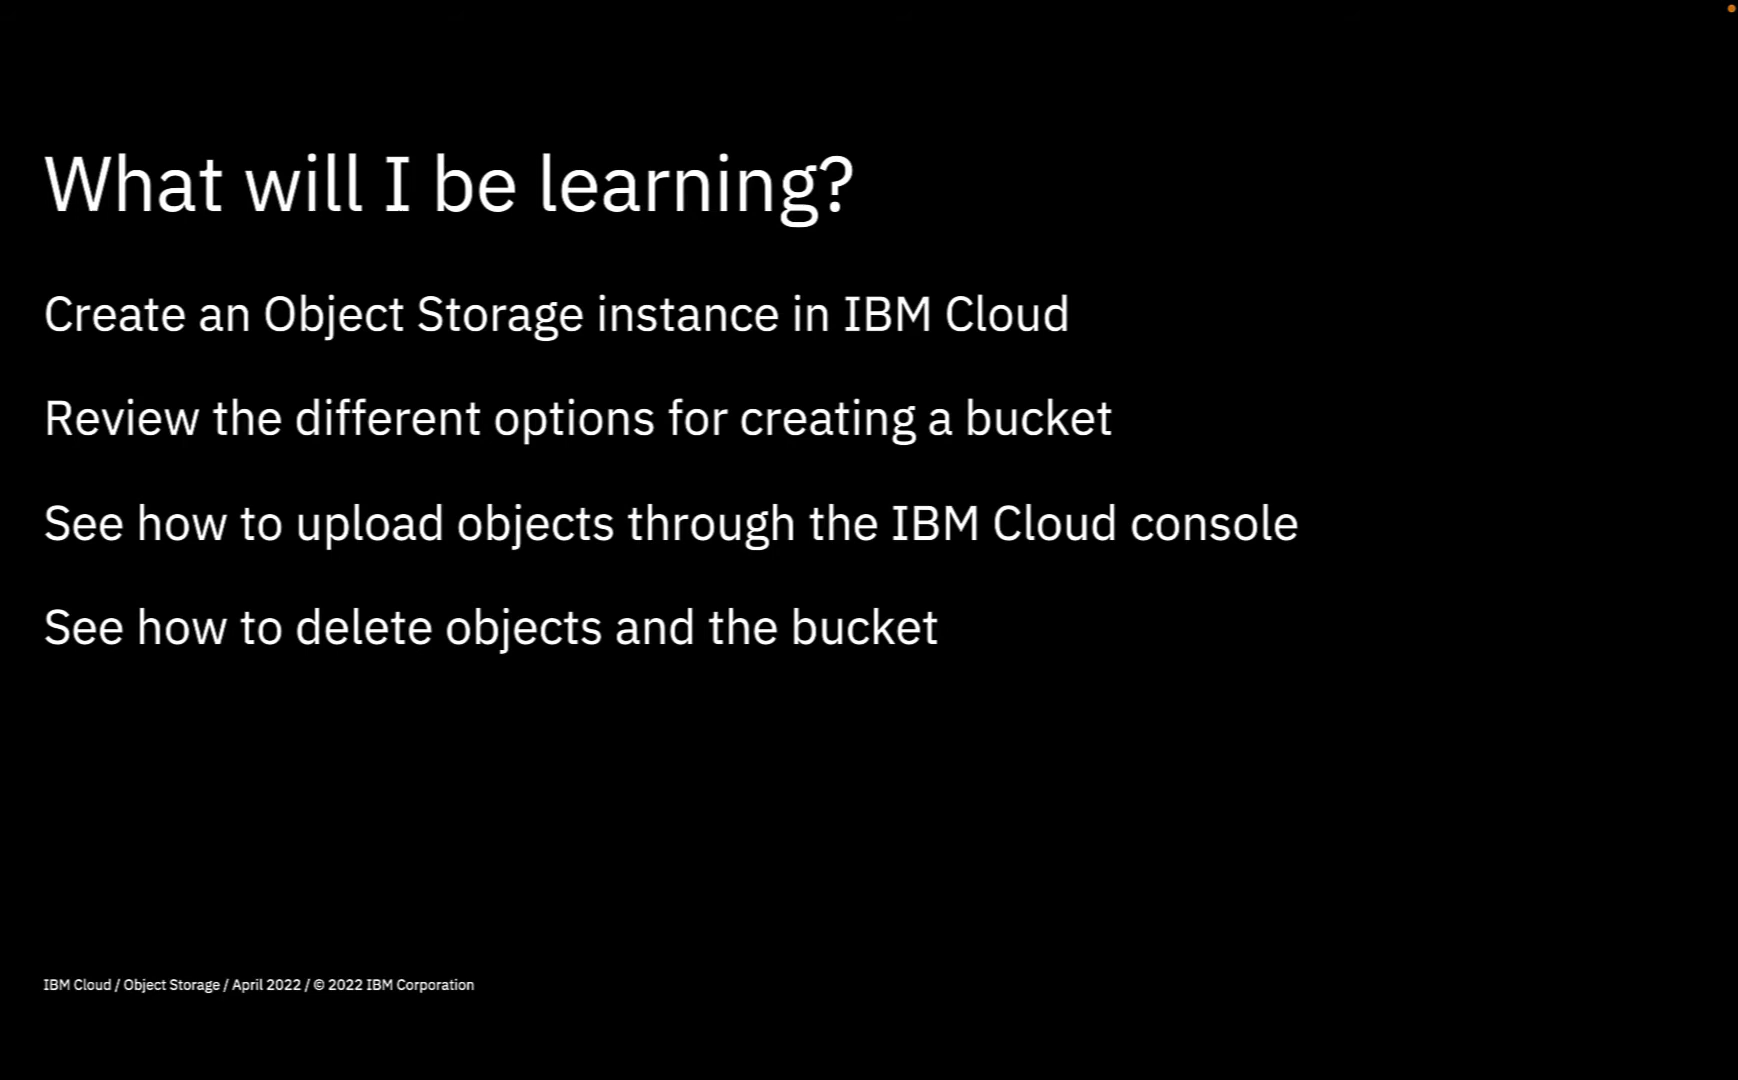 What will I be learning?
Create an Object Storage instance in IBM Cloud
Review the different options for creating a bucket
See how to upload objects through the IBM Cloud console
See how to delete objects and the bucket
IBM Cloud / Object Storage / April 2022 / © 2022 IBM Corporation